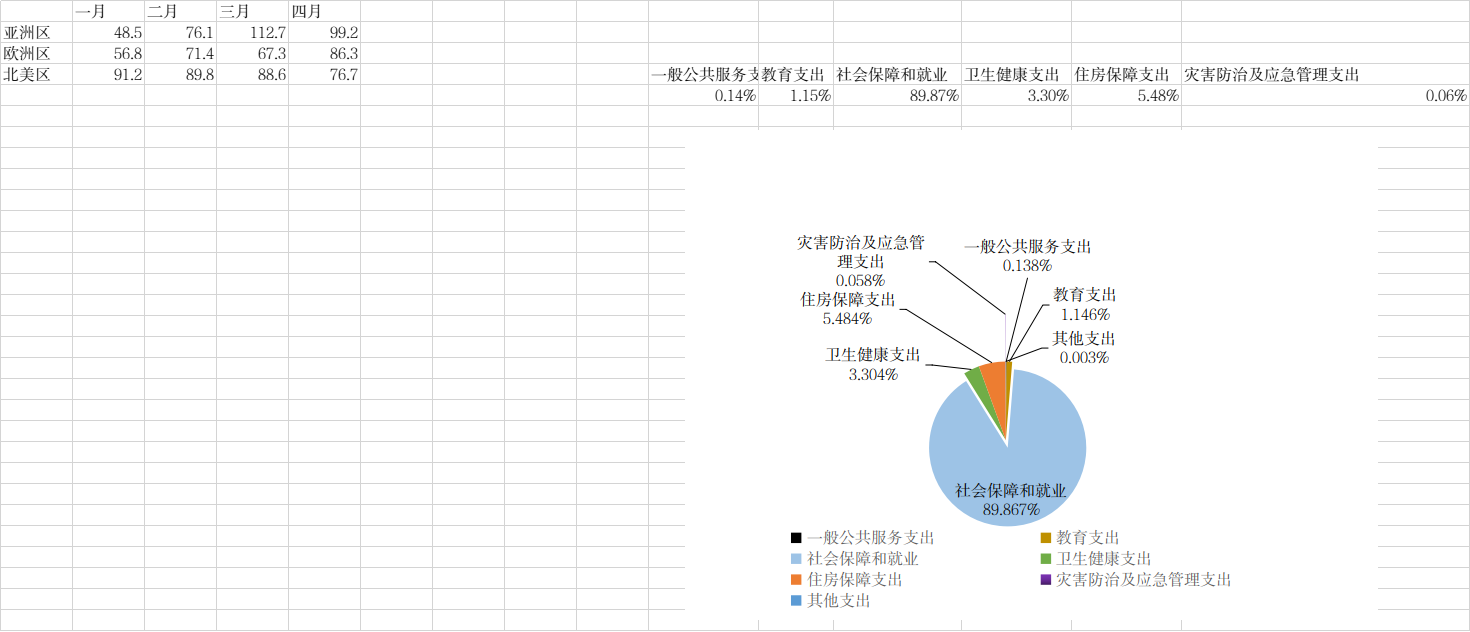 一月 二月 三月 四月
亚洲区 48.5 76.1 112.7 99.2
欧洲区 56.8 71.4 67.3 86.3
北美区 91.2 89.8 88.6 76.7
一般公共服务支 教育支出 社会保障和就业 卫生健康支出 住房保障支出 灾害防治及应急管理支出
0.14% 1.15% 89.87% 3.30% 5.48% 0.06%
灾害防治及应急管
理支出
0.058%
一般公共服务支出
0.138%
住房保障支出
5.484%
教育支出
1.146%
其他支出
0.003%
卫生健康支出
3.304%
社会保障和就业
89.867%
一般公共服务支出 教育支出
社会保障和就业 卫生健康支出
住房保障支出 灾害防治及应急管理支出
其他支出